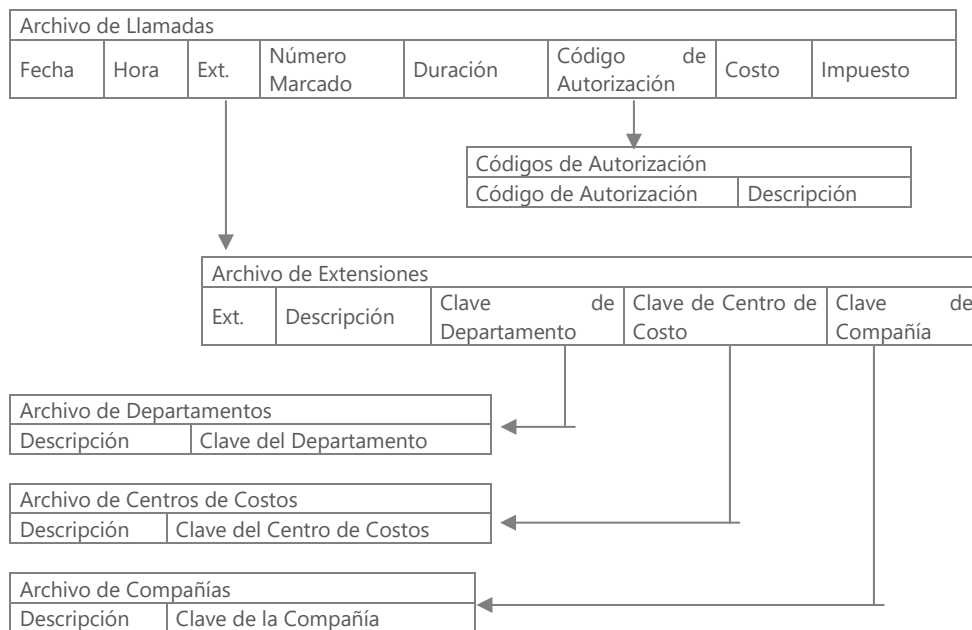 Archivo de Llamadas
Fecha Hora Ext. Número Marcado Duración Código de Autorización Costo Impuesto
Códigos de Autorización
Código de Autorización Descripción
Archivo de Extensiones
Ext. Descripción Clave de Departamento Clave de Centro de Costo Clave de Compañía
Archivo de Departamentos
Descripción Clave del Departamento
Archivo de Centros de Costos
Descripción Clave del Centro de Costos
Archivo de Compañías
Descripción Clave de la Compañía